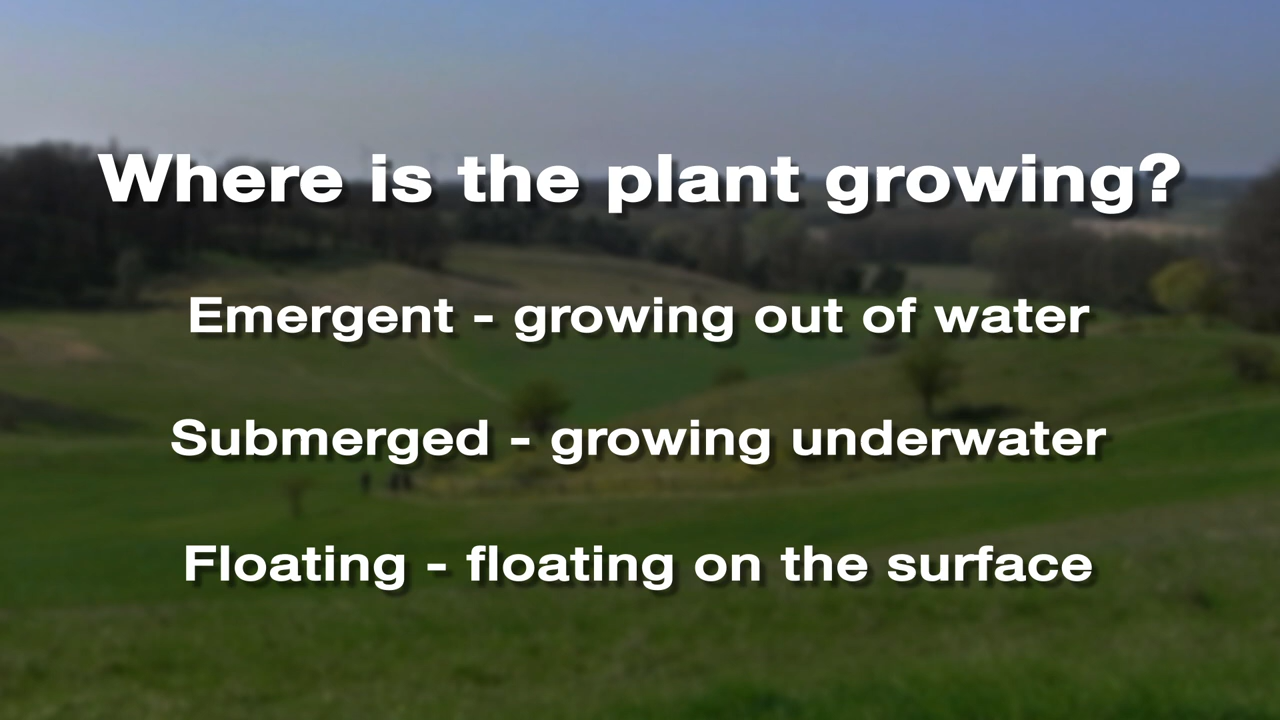 Where is the plant growing?
Emergent - growing out of water
Submerged - growing underwater
Floating - floating on the surface